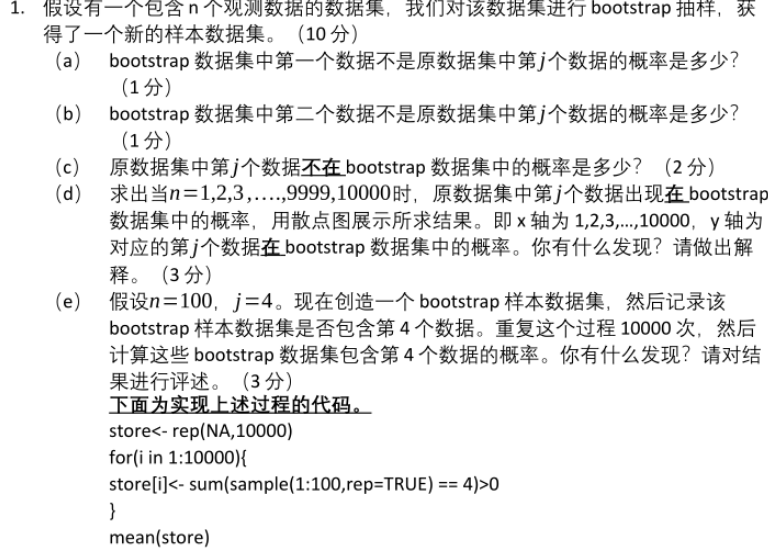 1. 假设有一个包含 n 个观测数据的数据集，我们对该数据集进行 bootstrap 抽样，获
得了一个新的样本数据集。（10 分）
(a) bootstrap 数据集中第一个数据不是原数据集中第j个数据的概率是多少？
（1 分）
(b) bootstrap 数据集中第二个数据不是原数据集中第j个数据的概率是多少？
（1 分）
(c) 原数据集中第j个数据不在 bootstrap 数据集中的概率是多少？（2 分）
(d) 求出当n=1,2,3,….,9999,10000时，原数据集中第j个数据出现在 bootstrap
数据集中的概率，用散点图展示所求结果。即 x 轴为 1,2,3,...,10000，y 轴为
对应的第j个数据在 bootstrap 数据集中的概率。你有什么发现？请做出解
释。（3 分）
(e) 假设n=100，j=4。现在创造一个 bootstrap 样本数据集，然后记录该
bootstrap 样本数据集是否包含第 4 个数据。重复这个过程 10000 次，然后
计算这些 bootstrap 数据集包含第 4 个数据的概率。你有什么发现？请对结
果进行评述。（3 分）
下面为实现上述过程的代码。
store<- rep(NA,10000)
for(i in 1:10000){
store[i]<- sum(sample(1:100,rep=TRUE) == 4)>0
}
mean(store)